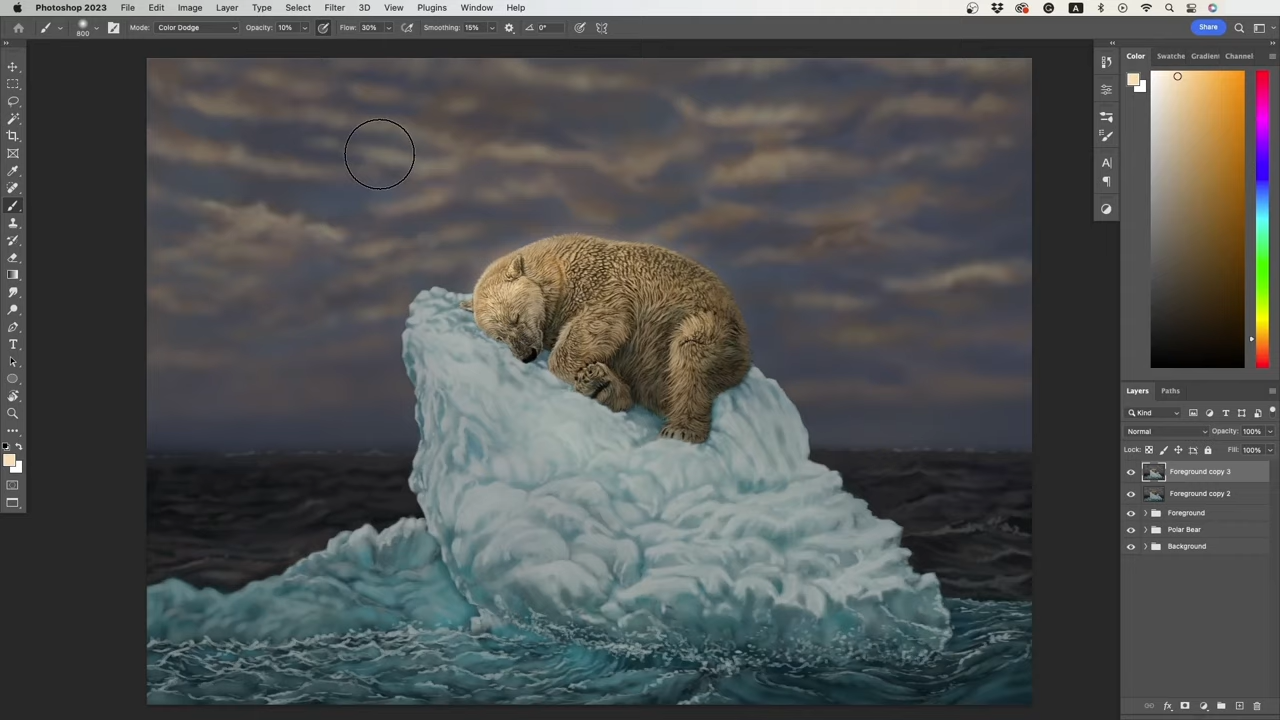 Photoshop 2023 File Edit Image Layer Type Select Filter 3D View Plugins Window Help
800 Mode: Color Dodge Opacity: 10% Flow: 30% Smoothing: 15% 0° Share
Color Swatche Gradien Channel
Layers Paths
Kind
Normal Opacity: 100%
Lock: Fill: 100%
Foreground copy 3
Foreground copy 2
Foreground
Polar Bear
Background